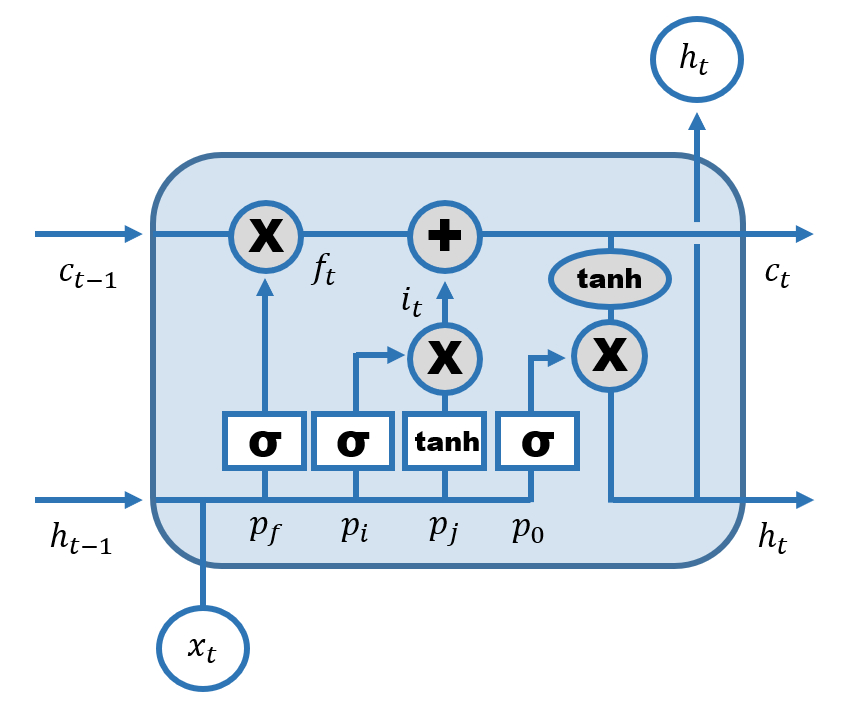 h_t
X
+
c_{t-1}
f_t
tanh
c_t
i_t
X
X
σ
σ
tanh
σ
h_{t-1}
p_f
p_i
p_j
p_0
h_t
x_t